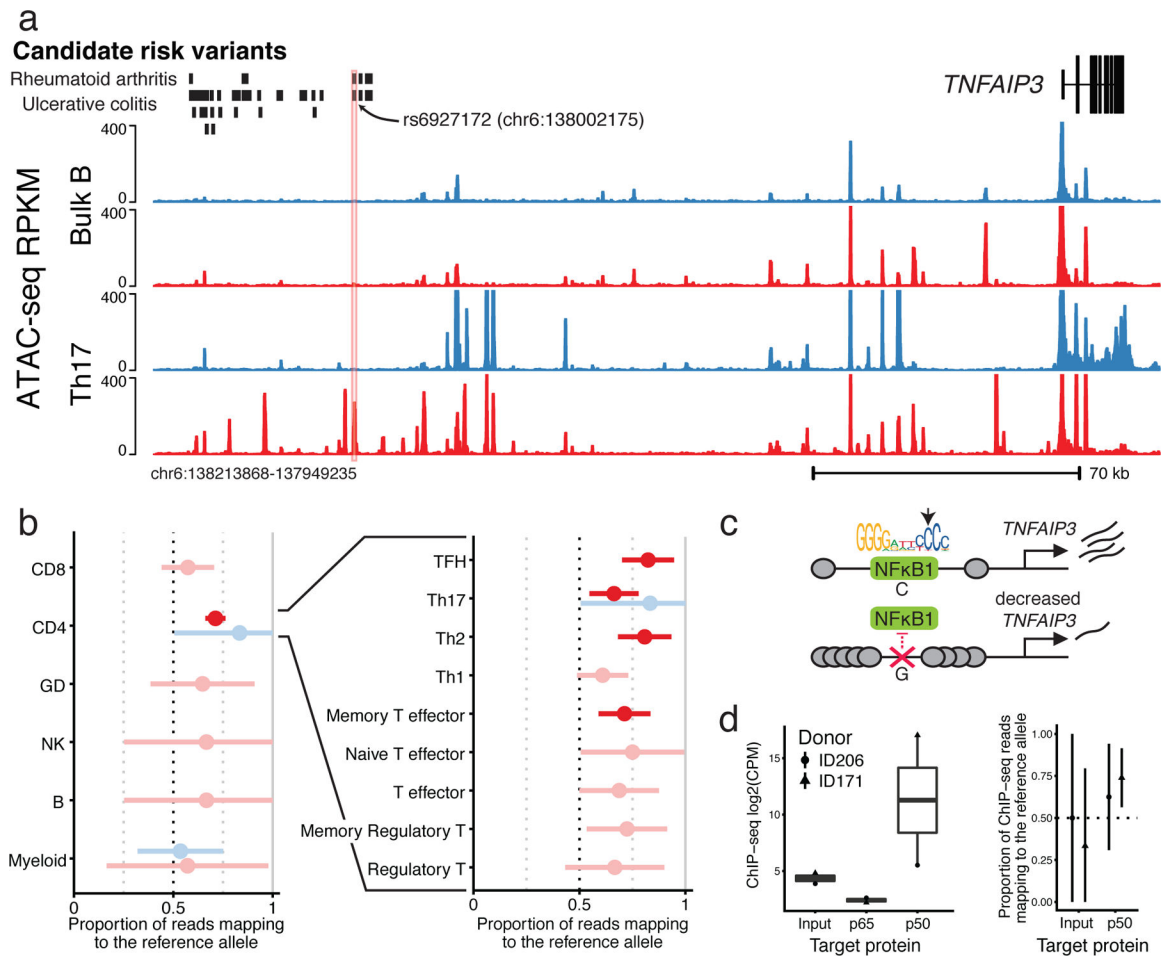 a
Candidate risk variants
Rheumatoid arthritis
Ulcerative colitis
rs6927172 (chr6:138002175)
TNFAIP3
ATAC-seq RPKM
Bulk B
Th17
400
0
400
0
400
0
400
0
chr6:138213868-137949235
70 kb
b
CD8
CD4
GD
NK
B
Myeloid
0
0.5
1
Proportion of reads mapping
to the reference allele
TFH
Th17
Th2
Th1
Memory T effector
Naive T effector
T effector
Memory Regulatory T
Regulatory T
0
0.5
1
Proportion of reads mapping
to the reference allele
c
GGGGATTCCCC
TNFAIP3
NFκB1
C
decreased
TNFAIP3
NFκB1
G
d
ChIP−seq log2(CPM)
15
10
5
Donor
ID206
ID171
Input
p65
p50
Target protein
Proportion of ChIP−seq reads
mapping to the reference allele
1.00
0.75
0.50
0.25
0.00
Input
p50
Target protein